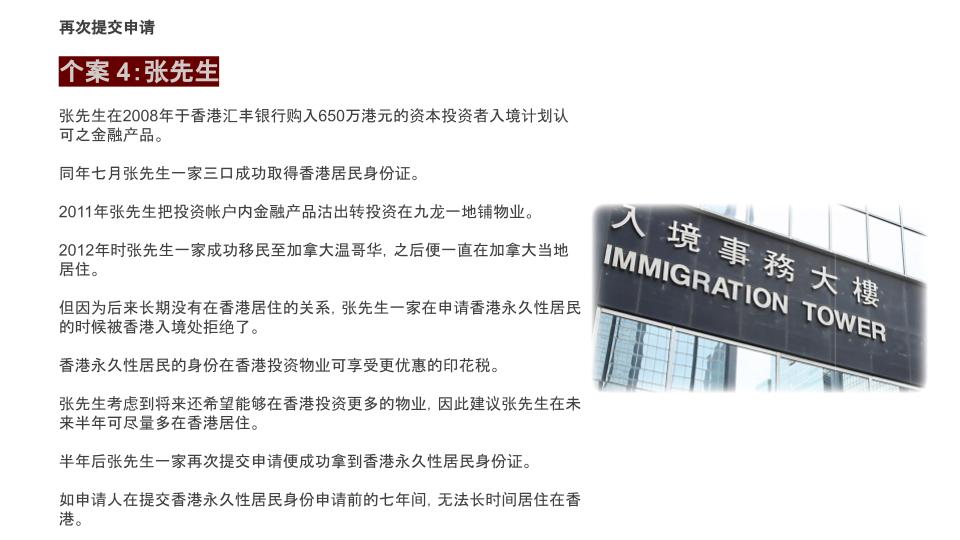 再次提交申请
个案 4:张先生
张先生在2008年于香港汇丰银行购入650万港元的资本投资者入境计划认
可之金融产品。
同年七月张先生一家三口成功取得香港居民身份证。
2011年张先生把投资帐户内金融产品沽出转投资在九龙一地铺物业。
2012年时张先生一家成功移民至加拿大温哥华, 之后便一直在加拿大当地
居住。
但因为后来长期没有在香港居住的关系, 张先生一家在申请香港永久性居民
的时候被香港入境处拒绝了。
香港永久性居民的身份在香港投资物业可享受更优惠的印花税。
张先生考虑到将来还希望能够在香港投资更多的物业, 因此建议张先生在未
来半年可尽量多在香港居住。
半年后张先生一家再次提交申请便成功拿到香港永久性居民身份证。
如申请人在提交香港永久性居民身份申请前的七年间, 无法长时间居住在香
港。
入境事務大樓
IMMIGRATION TOWER